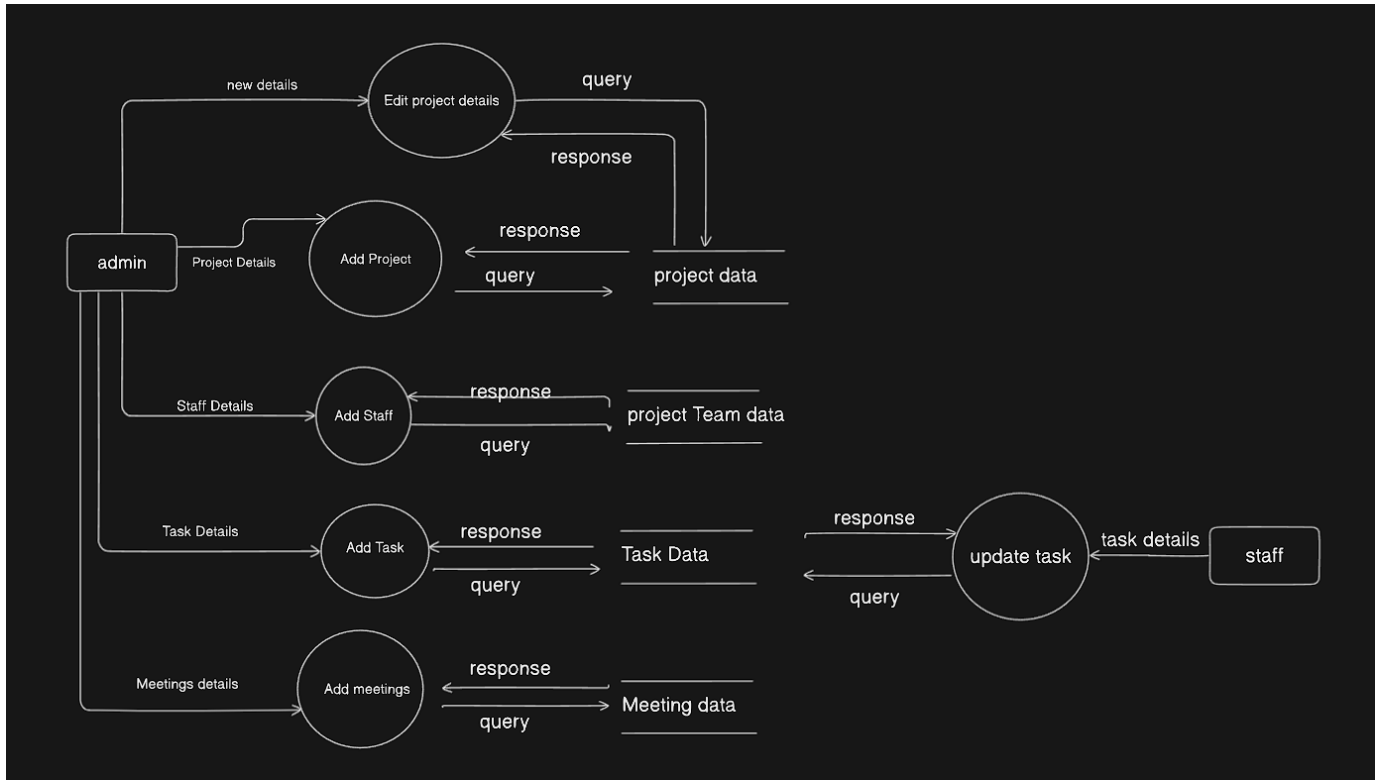 new details
Edit project details
query
response
admin
Project Details
Add Project
response
query
project data
Staff Details
Add Staff
response
query
project Team data
Task Details
Add Task
response
query
Task Data
response
query
update task
task details
staff
Meetings details
Add meetings
response
query
Meeting data